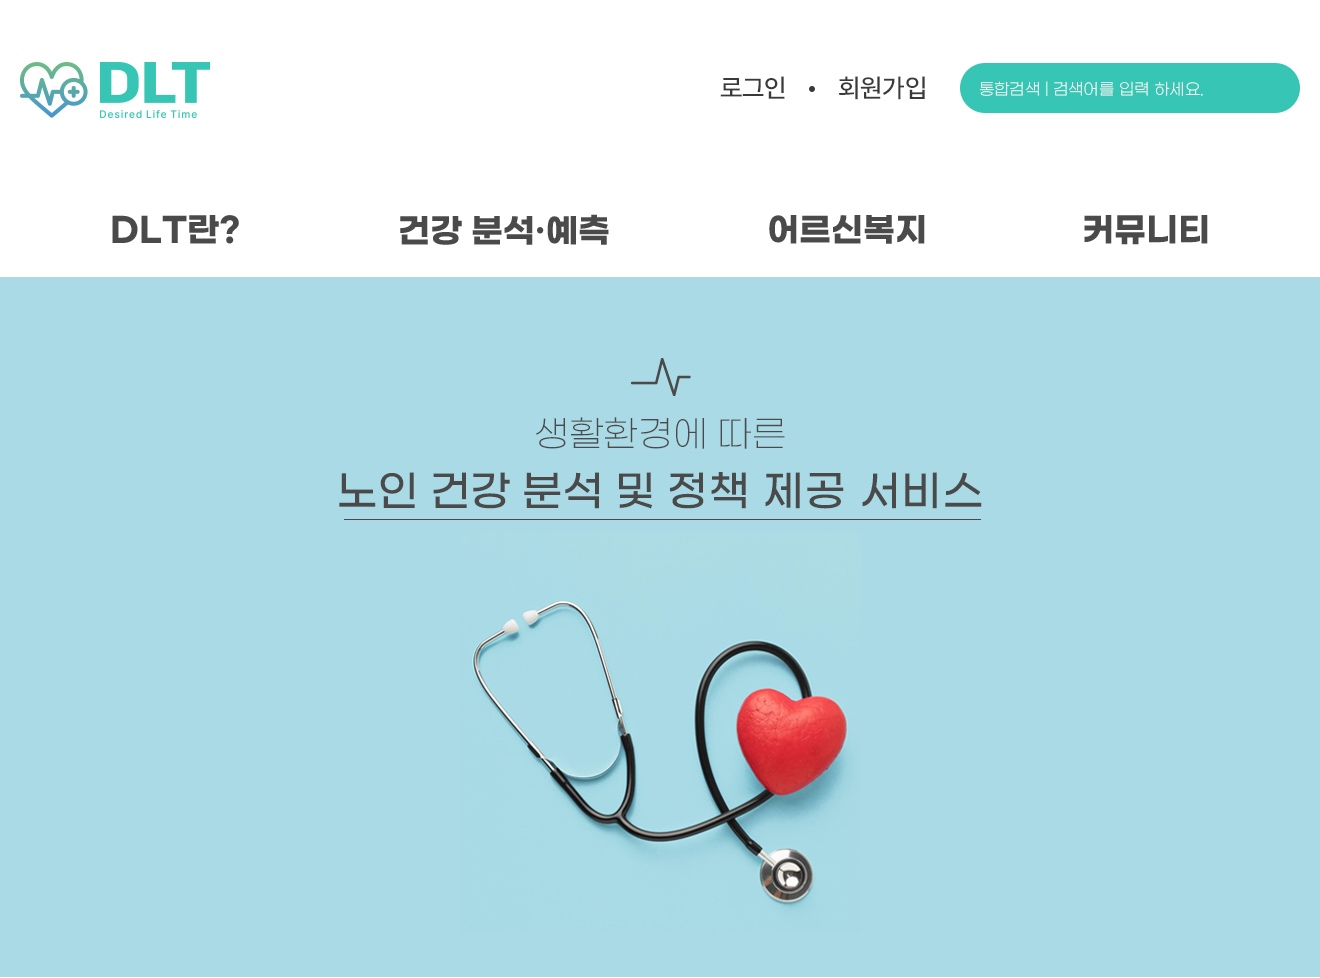 DLT
Desired Life Time
로그인 • 회원가입
통합검색 | 검색어를 입력 하세요.
DLT란? 건강 분석·예측 어르신복지 커뮤니티
생활환경에 따른
노인 건강 분석 및 정책 제공 서비스